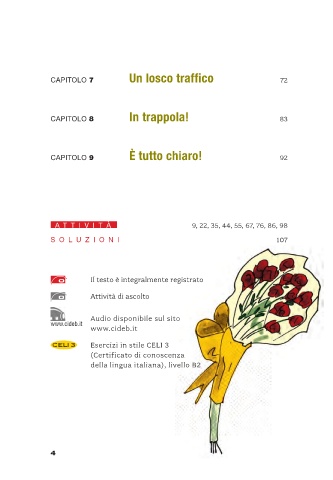 CAPITOLO 7 Un losco traffico 72
CAPITOLO 8 In trappola! 83
CAPITOLO 9 È tutto chiaro! 92
ATTIVITÀ 9, 22, 35, 44, 55, 67, 76, 86, 98
SOLUZIONI 107
Il testo è integralmente registrato
Attività di ascolto
www.cideb.it
Audio disponibile sul sito
www.cideb.it
CELI 3 Esercizi in stile CELI 3
(Certificato di conoscenza
della lingua italiana), livello B2
4